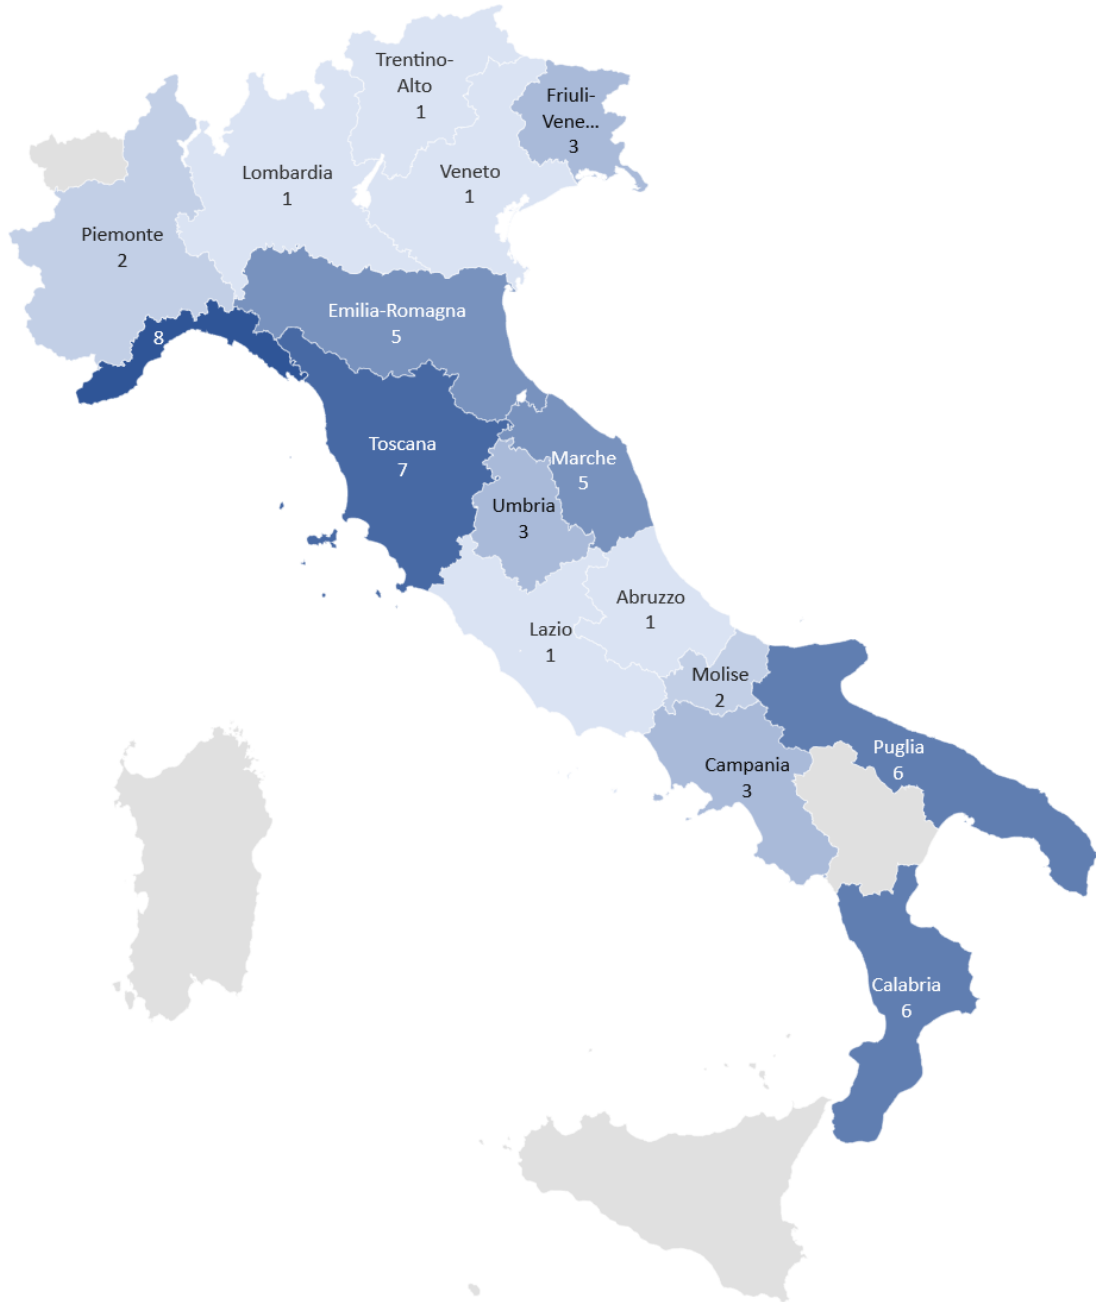 Trentino-
Alto
1
Friuli-
Vene...
3
Lombardia
1
Veneto
1
Piemonte
2
Emilia-Romagna
5
8
Toscana
7
Marche
5
Umbria
3
Abruzzo
1
Lazio
1
Molise
2
Puglia
6
Campania
3
Calabria
6